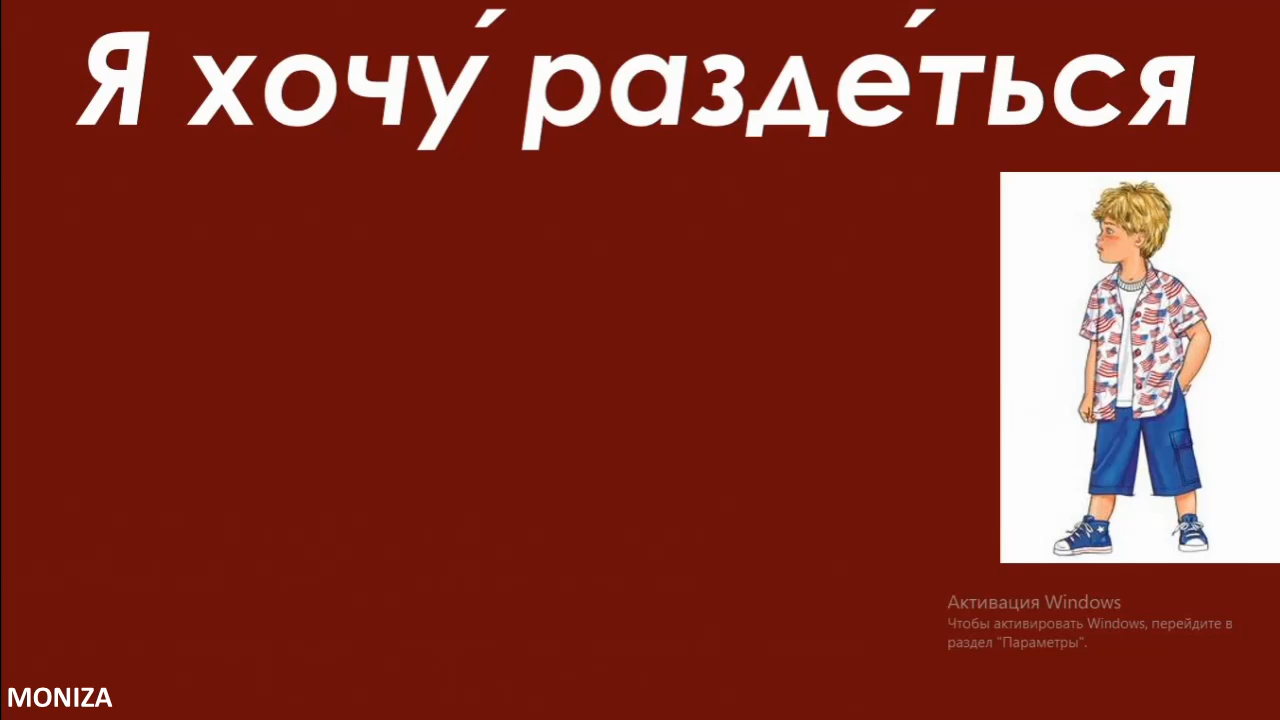 Я хочу́ разде́ться
Активация Windows
Чтобы активировать Windows, перейдите в
раздел "Параметры".
MONIZA